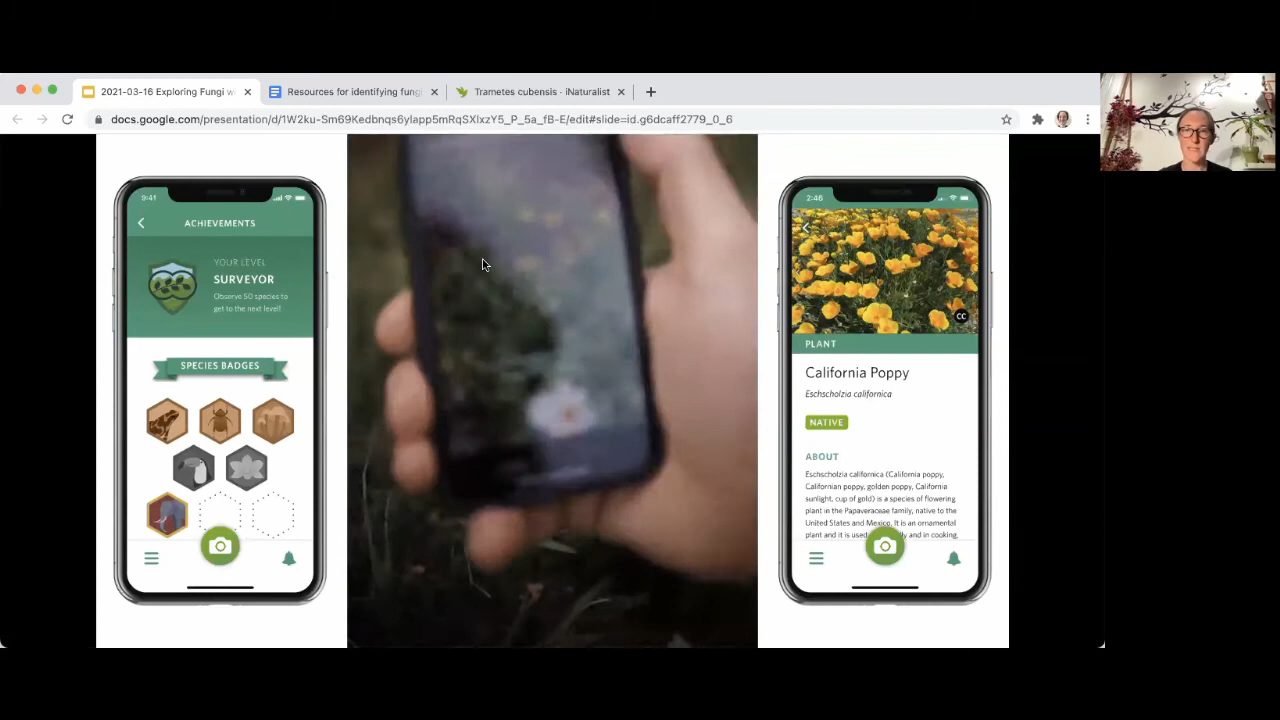 2021-03-16 Exploring Fungi w
Resources for identifying fung
Trametes cubensis · iNaturalist
docs.google.com/presentation/d/1W2ku-Sm69Kedbnqs6yIapp5mRqSXIxzY5_P_5a_fB-E/edit#slide=id.g6dcaff2779_0_6
9:41
ACHIEVEMENTS
YOUR LEVEL
SURVEYOR
Observe 50 species to
get to the next level!
SPECIES BADGES
2:46
CC
PLANT
California Poppy
Eschscholzia californica
NATIVE
ABOUT
Eschscholzia californica (California poppy,
Californian poppy, golden poppy, California
sunlight, cup of gold) is a species of flowering
plant in the Papaveraceae family, native to the
United States and Mexico. It is an ornamental
plant and it is used and in cooking,